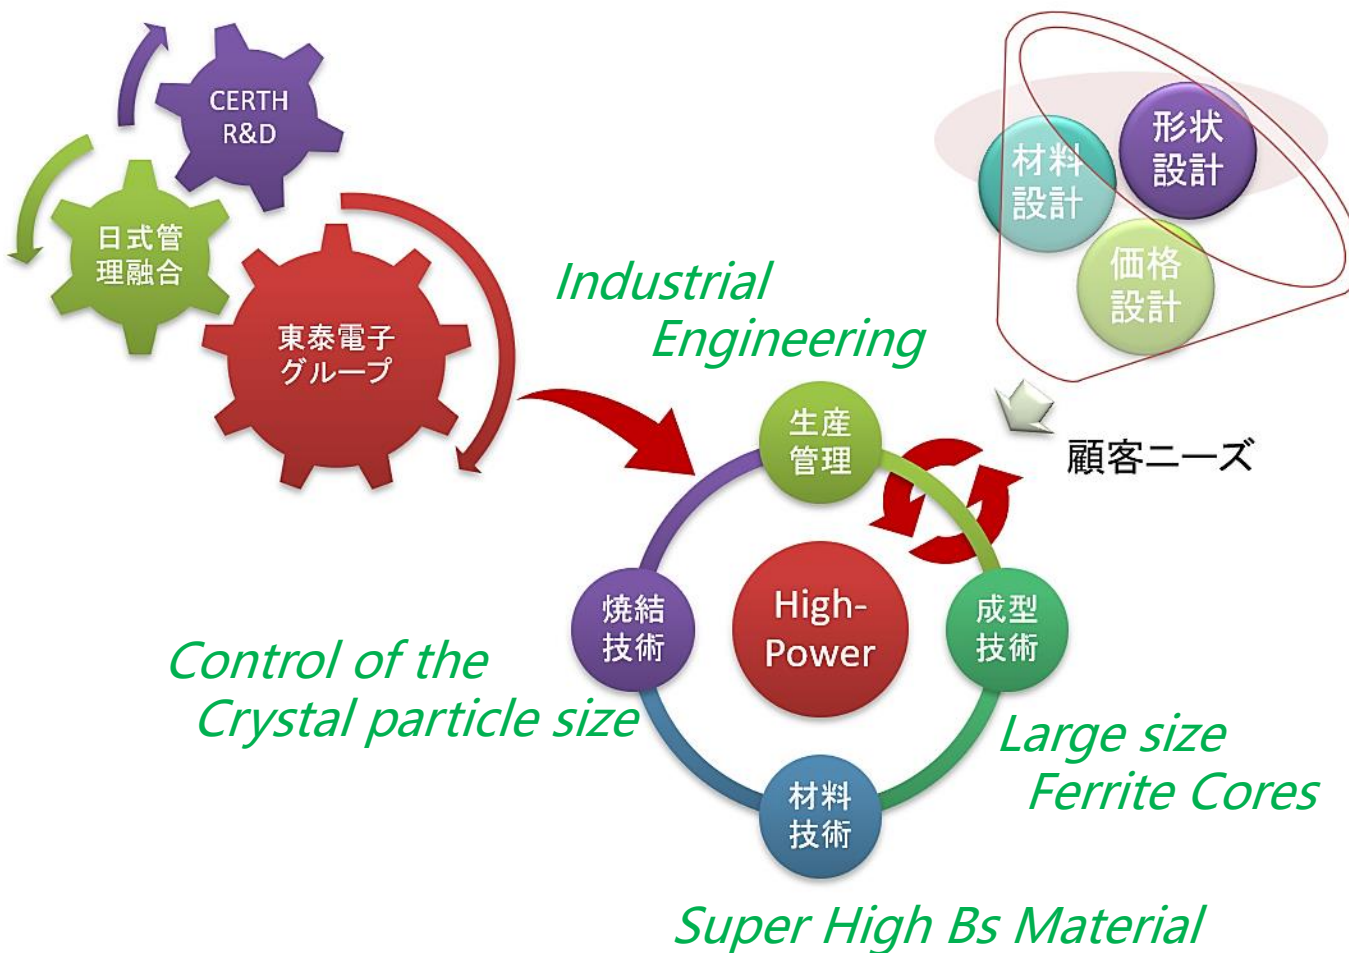 CERTH
R&D
日式管
理融合
東泰電子
グループ
形状
設計
材料
設計
価格
設計
顧客ニーズ
Industrial
Engineering
生産
管理
焼結
技術
High-
Power
成型
技術
材料
技術
Control of the
Crystal particle size
Large size
Ferrite Cores
Super High Bs Material